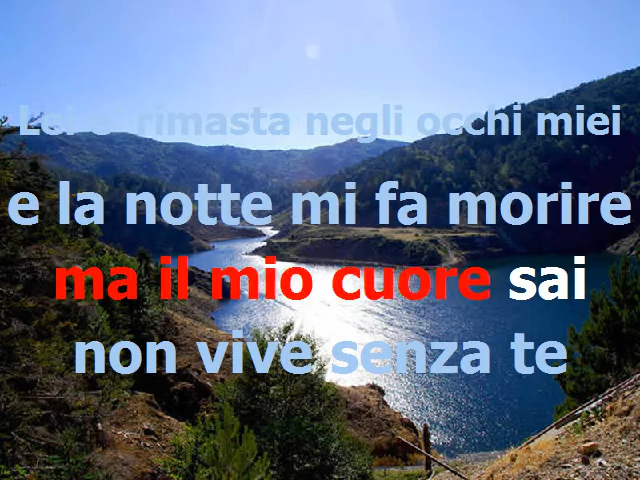 rimasta negli occhi miei
e la notte mi fa morire
ma il mio cuore sai
non vive senza te